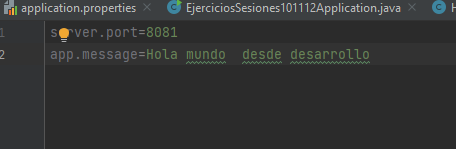 application.properties EjerciciosSesiones101112Application.java
1 server.port=8081
2 app.message=Hola mundo  desde desarrollo